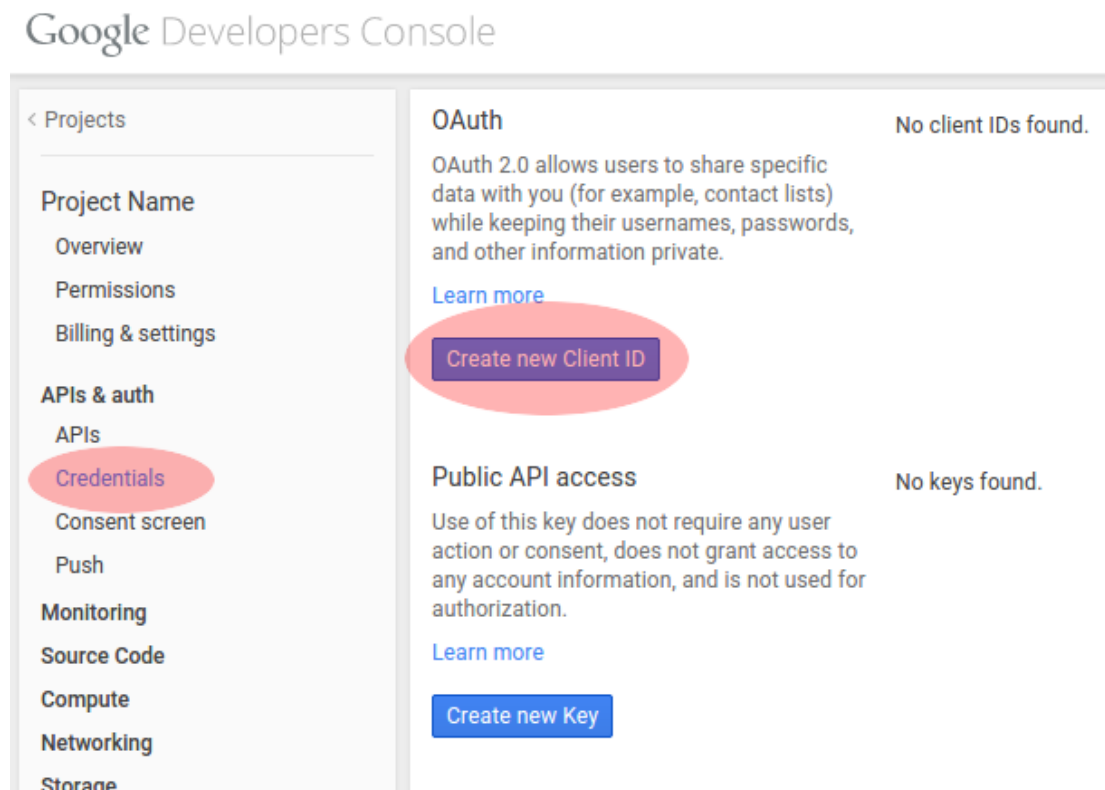 Google Developers Console
< Projects
Project Name
Overview
Permissions
Billing & settings
APIs & auth
APIs
Credentials
Consent screen
Push
Monitoring
Source Code
Compute
Networking
Storage
OAuth
OAuth 2.0 allows users to share specific
data with you (for example, contact lists)
while keeping their usernames, passwords,
and other information private.
Learn more
Create new Client ID
No client IDs found.
Public API access
Use of this key does not require any user
action or consent, does not grant access to
any account information, and is not used for
authorization.
Learn more
Create new Key
No keys found.